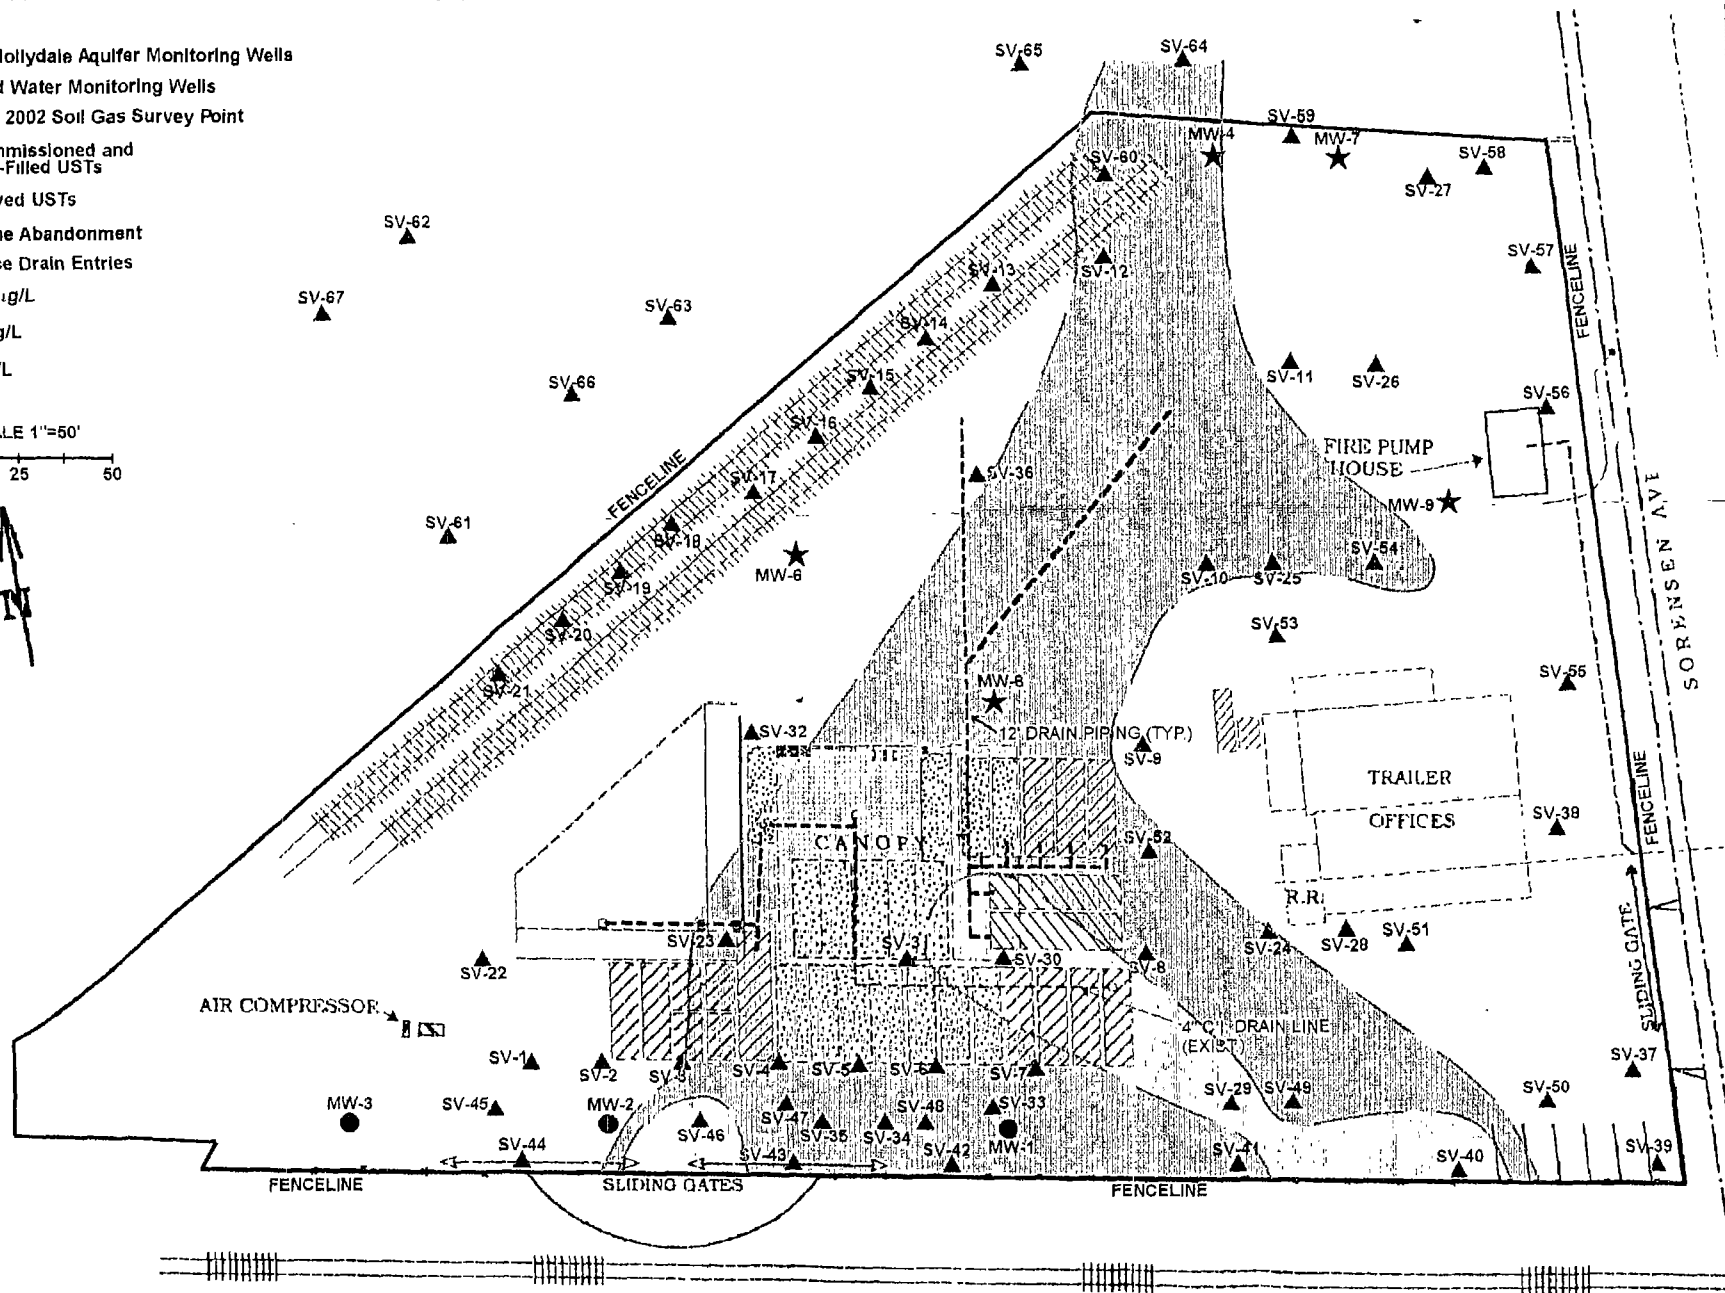 Hollydale Aquifer Monitoring Wells
Water Monitoring Wells
2002 Soil Gas Survey Point
and
-Filled USTs
USTs
Abandonment
Drain Entries
µg/L
g/L
/L
1"=50'
25 50
N
SV-65
SV-64
SV-59
MW-4
MW-7
SV-58
SV-60
SV-27
SV-62
SV-57
SV-13
SV-12
SV-67
SV-63
SV-14
FENCELINE
SV-15
SV-11
SV-26
SV-66
SV-56
SV-16
FIRE PUMP
HOUSE
SV-17
SV-36
FENCELINE
MW-9
SORENSEN AVE
SV-61
SV-18
MW-6
SV-54
SV-10
SV-25
SV-19
SV-20
SV-53
SV-21
MW-8
SV-55
SV-32
12" DRAIN PIPING (TYP.)
SV-9
TRAILER
OFFICES
FENCELINE
SV-38
CANOPY
SV-52
R.R.
SV-23
SV-3
SV-30
SV-24
SV-28
SV-51
SV-22
SV-8
SLIDING GATE
AIR COMPRESSOR
4" C.I. DRAIN LINE
(EXIST)
SV-1
SV-2
SV-3
SV-4
SV-5
SV-6
SV-7
SV-37
SV-29
SV-49
SV-50
MW-3
SV-45
MW-2
SV-46
SV-47
SV-35
SV-34
SV-48
SV-33
MW-1
SV-44
SV-43
SV-42
SV-41
SV-40
SV-39
FENCELINE
SLIDING GATES
FENCELINE